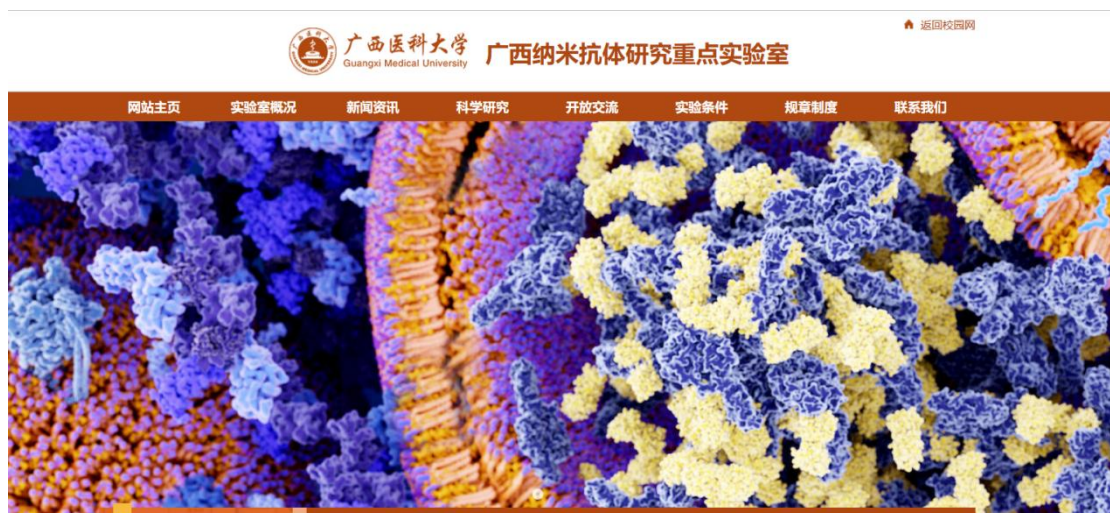 返回校园网
广西医科大学
Guangxi Medical University
广西纳米抗体研究重点实验室
网站主页 实验室概况 新闻资讯 科学研究 开放交流 实验条件 规章制度 联系我们